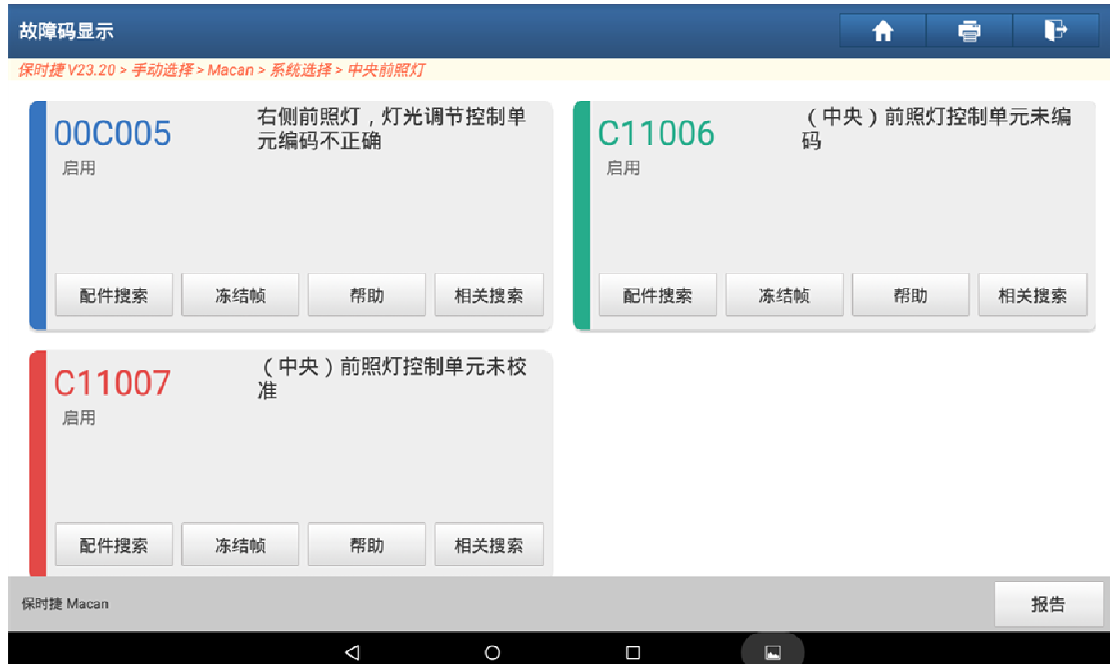 故障码显示
保时捷 V23.20 > 手动选择 > Macan > 系统选择 > 中央前照灯
00C005
启用
右侧前照灯，灯光调节控制单
元编码不正确
配件搜索 冻结帧 帮助 相关搜索
C11006
启用
（中央）前照灯控制单元未编
码
配件搜索 冻结帧 帮助 相关搜索
C11007
启用
（中央）前照灯控制单元未校
准
配件搜索 冻结帧 帮助 相关搜索
保时捷 Macan
报告